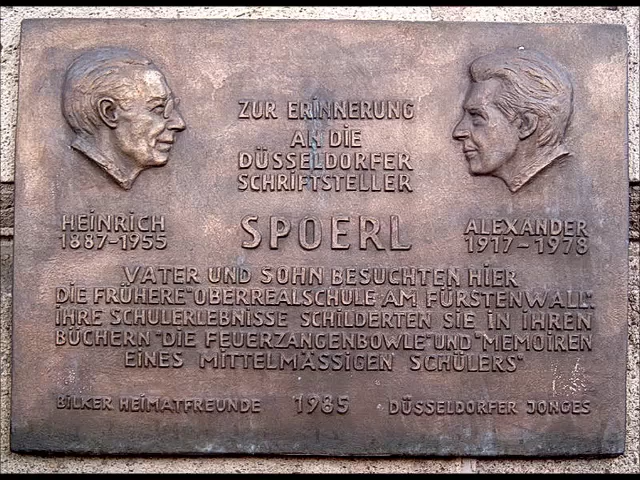 ZUR ERINNERUNG
AN DIE
DÜSSELDORFER
SCHRIFTSTELLER
HEINRICH
1887-1955
SPOERL
ALEXANDER
1917-1978
VATER UND SOHN BESUCHTEN HIER
DIE FRÜHERE "OBERREALSCHULE AM FÜRSTENWALL".
IHRE SCHULERLEBNISSE SCHILDERTEN SIE IN IHREN
BÜCHERN "DIE FEUERZANGENBOWLE" UND "MEMOIREN
EINES MITTELMÄSSIGEN SCHÜLERS"
BILKER HEIMATFREUNDE 1985 DÜSSELDORFER JONGES